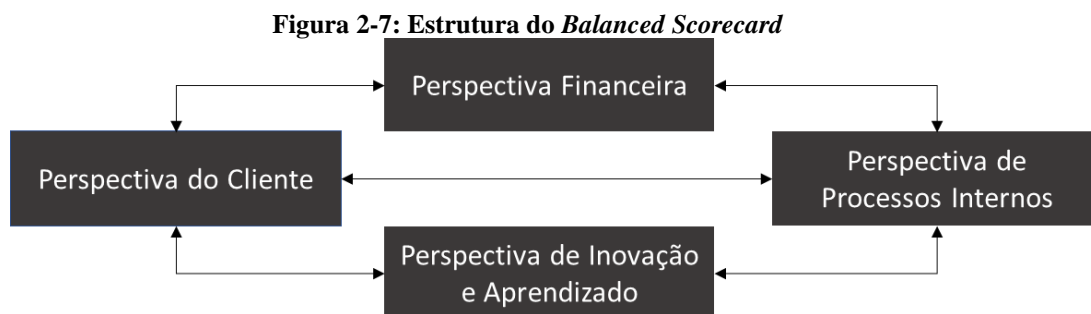 Figura 2-7: Estrutura do Balanced Scorecard
Perspectiva Financeira
Perspectiva do Cliente
Perspectiva de
Processos Internos
Perspectiva de Inovação
e Aprendizado